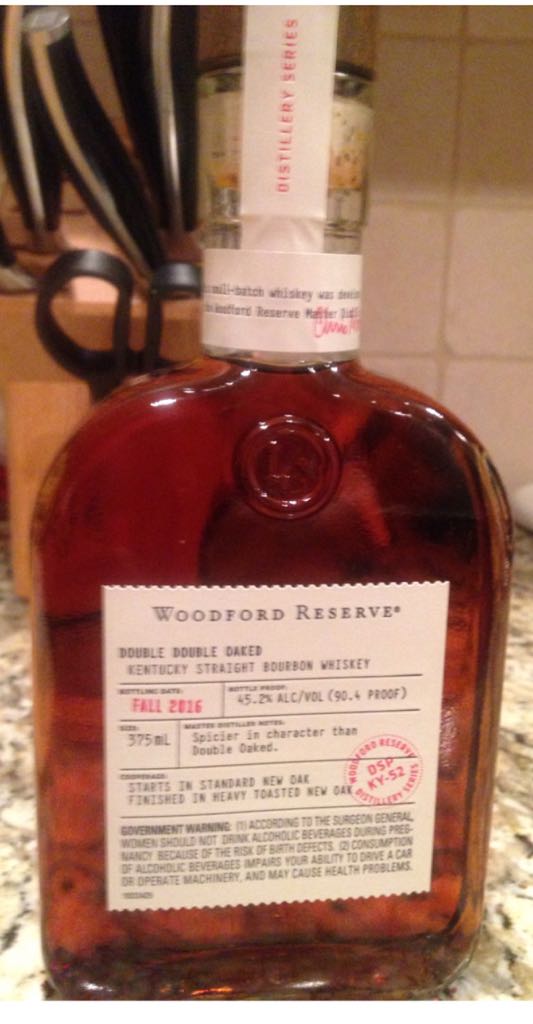 DISTILLERY SERIES
small-batch whiskey was
Woodford Reserve Master
WOODFORD RESERVE®
DOUBLE DOUBLE OAKED
KENTUCKY STRAIGHT BOURBON WHISKEY
BOTTLING DATE:
FALL 2016
BOTTLE PROOF:
45.2% ALC/VOL (90.4 PROOF)
SIZE:
375mL
MASTER DISTILLER NOTES:
Spicier in character than
Double Oaked.
COOPERAGE:
STARTS IN STANDARD NEW OAK
FINISHED IN HEAVY TOASTED NEW OAK
WOODFORD RESERVE
DSP
KY-52
DISTILLERY SERIES
GOVERNMENT WARNING: (1) ACCORDING TO THE SURGEON GENERAL,
WOMEN SHOULD NOT DRINK ALCOHOLIC BEVERAGES DURING PREG-
NANCY BECAUSE OF THE RISK OF BIRTH DEFECTS. (2) CONSUMPTION
OF ALCOHOLIC BEVERAGES IMPAIRS YOUR ABILITY TO DRIVE A CAR
OR OPERATE MACHINERY, AND MAY CAUSE HEALTH PROBLEMS.